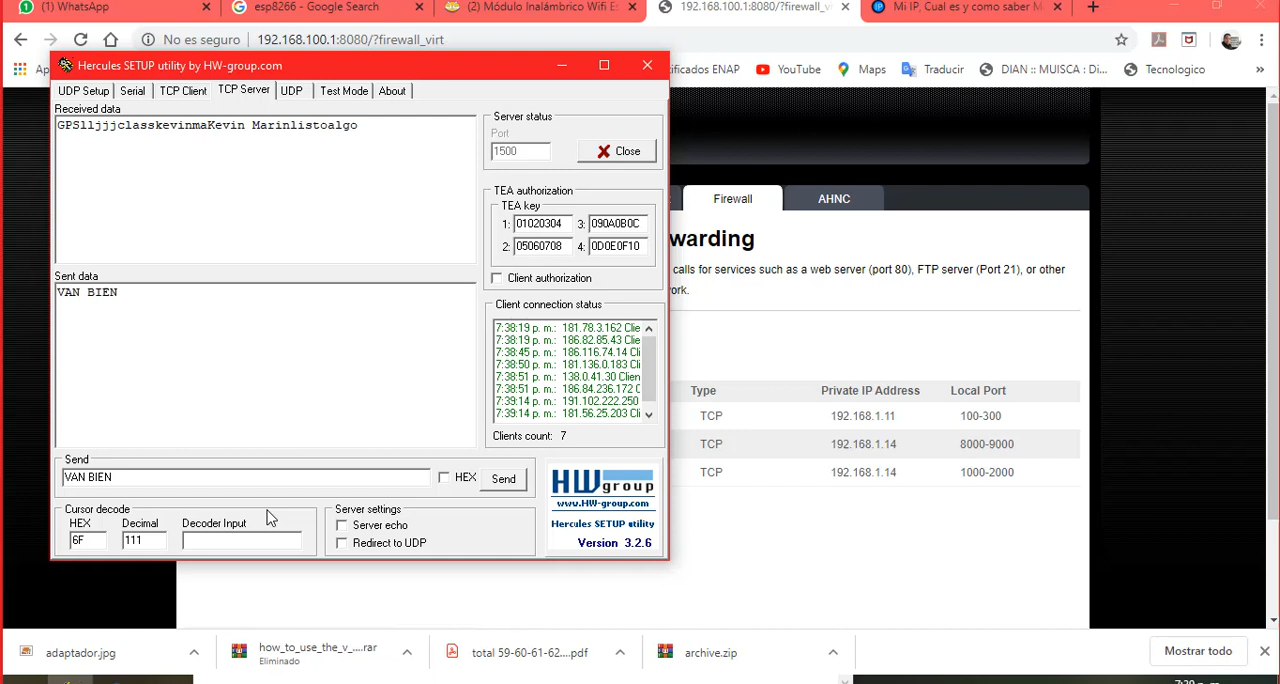 (1) WhatsApp
esp8266 - Google Search
(2) Módulo Inalámbrico Wifi Es
192.168.100.1:8080/?firewall_vi
Mi IP, Cual es y como saber M
No es seguro
192.168.100.1:8080/?firewall_virt
Hercules SETUP utility by HW-group.com
tificados ENAP
YouTube
Maps
Traducir
DIAN :: MUISCA :: D...
Tecnologico
»
UDP Setup
Serial
TCP Client
TCP Server
UDP
Test Mode
About
Received data
GPSlljjjclasskevinmaKevin Marinlistoalgo
Server status
Port
1500
Close
TEA authorization
TEA key
1: 01020304
3: 090A0B0C
2: 05060708
4: 0D0E0F10
Client authorization
Sent data
VAN BIEN
Client connection status
7:38:19 p. m.: 181.78.3.162 Clie
7:38:19 p. m.: 186.82.85.43 Clie
7:38:45 p. m.: 186.116.74.14 Cli
7:38:50 p. m.: 181.136.0.183 Cli
7:38:51 p. m.: 138.0.41.30 Clien
7:38:51 p. m.: 186.84.236.172 C
7:39:14 p. m.: 191.102.222.250
7:39:14 p. m.: 181.56.25.203 Cli
Clients count: 7
Send
VAN BIEN
HEX
Send
Cursor decode
HEX
Decimal
Decoder Input
6F
111
Server settings
Server echo
Redirect to UDP
HWgroup
www.HW-group.com
Hercules SETUP utility
Version 3.2.6
Firewall
AHNC
warding
calls for services such as a web server (port 80), FTP server (Port 21), or other
ork.
Type
Private IP Address
Local Port
TCP
192.168.1.11
100-300
TCP
192.168.1.14
8000-9000
TCP
192.168.1.14
1000-2000
adaptador.jpg
how_to_use_the_v_....rar
Eliminado
total 59-60-61-62....pdf
archive.zip
Mostrar todo